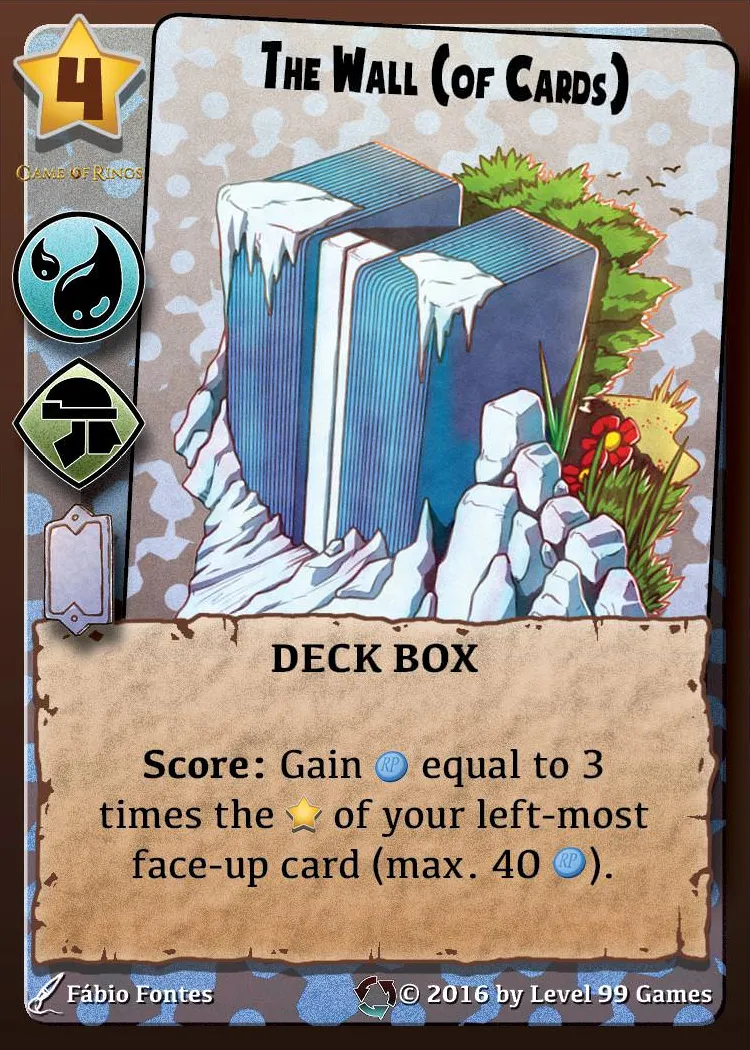 4
The Wall (of Cards)
Game of Rings
DECK BOX
Score: Gain RP equal to 3
times the of your left-most
face-up card (max. 40 RP).
Fábio Fontes
© 2016 by Level 99 Games